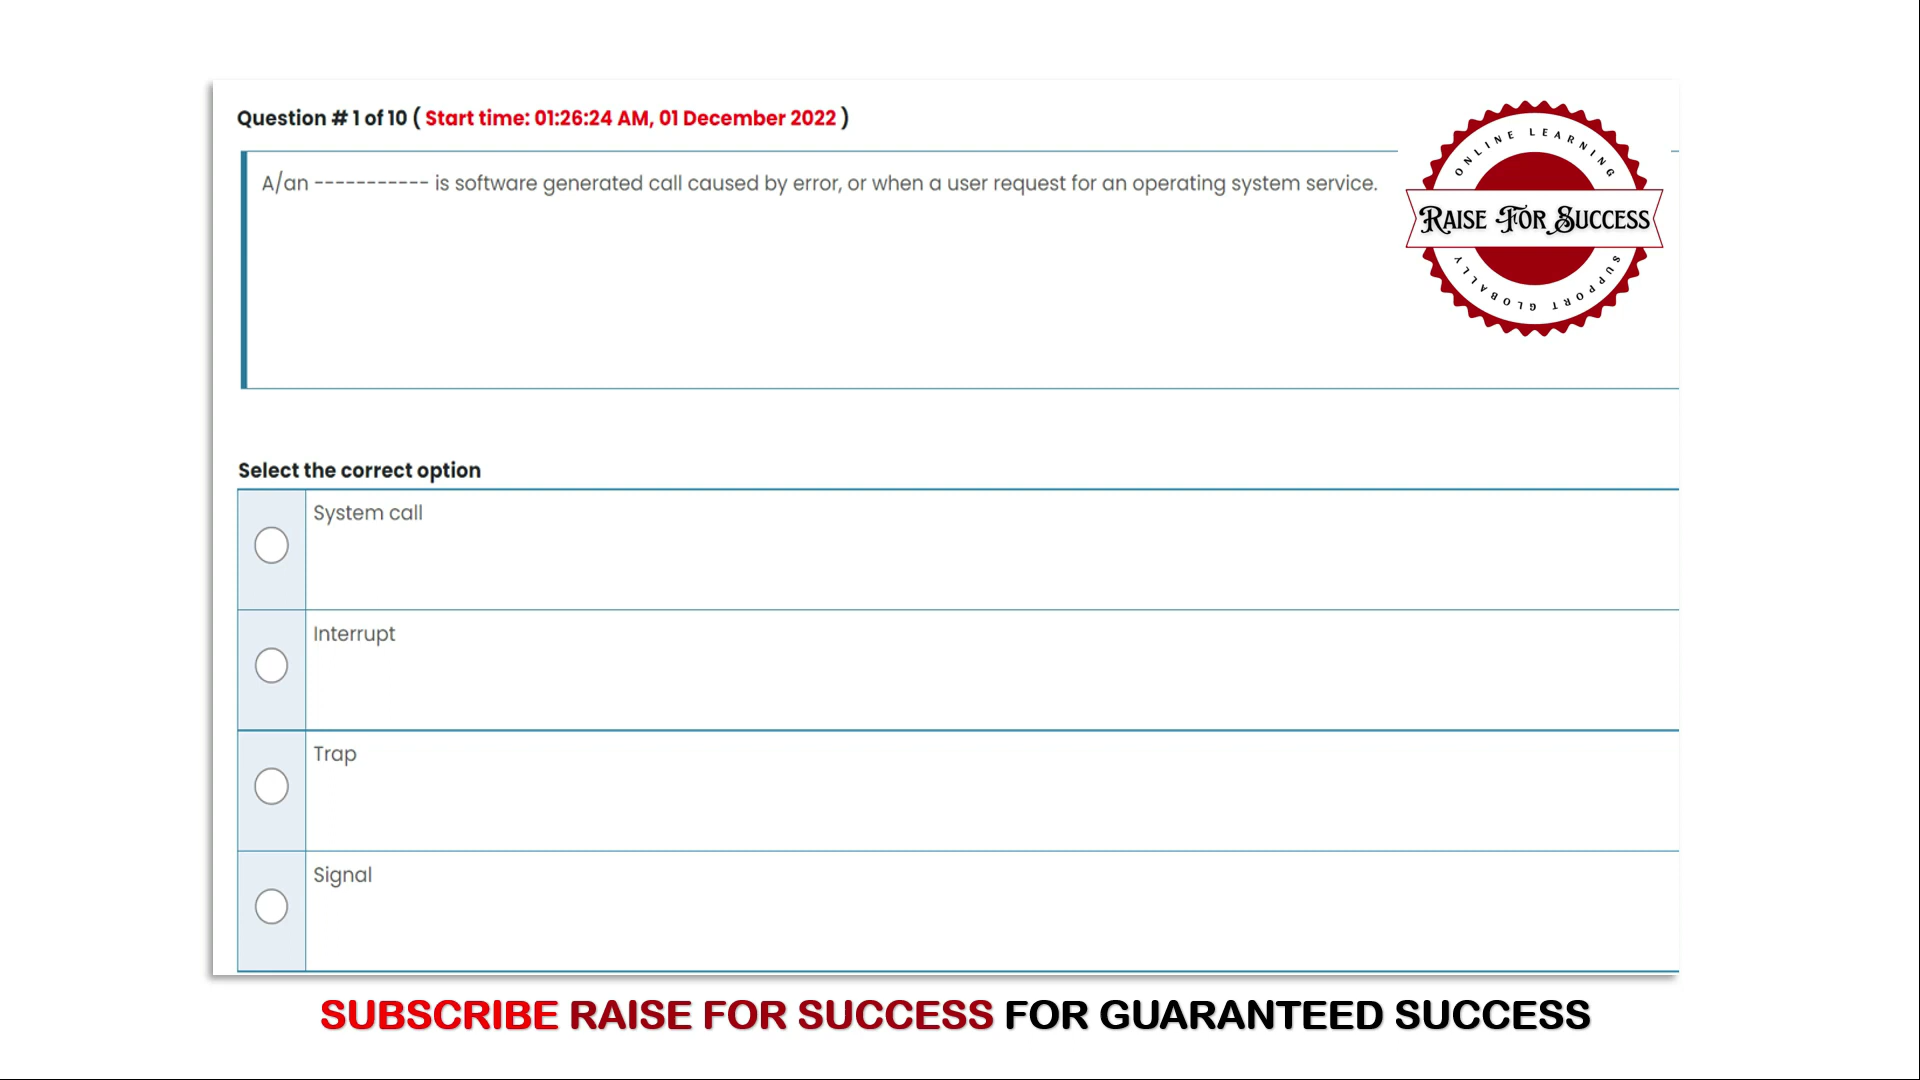 Question # 1 of 10 ( Start time: 01:26:24 AM, 01 December 2022 )
A/an ----------- is software generated call caused by error, or when a user request for an operating system service.
ONLINE LEARNING
RAISE FOR SUCCESS
SUPPORT GLOBALLY
Select the correct option
System call
Interrupt
Trap
Signal
SUBSCRIBE RAISE FOR SUCCESS FOR GUARANTEED SUCCESS